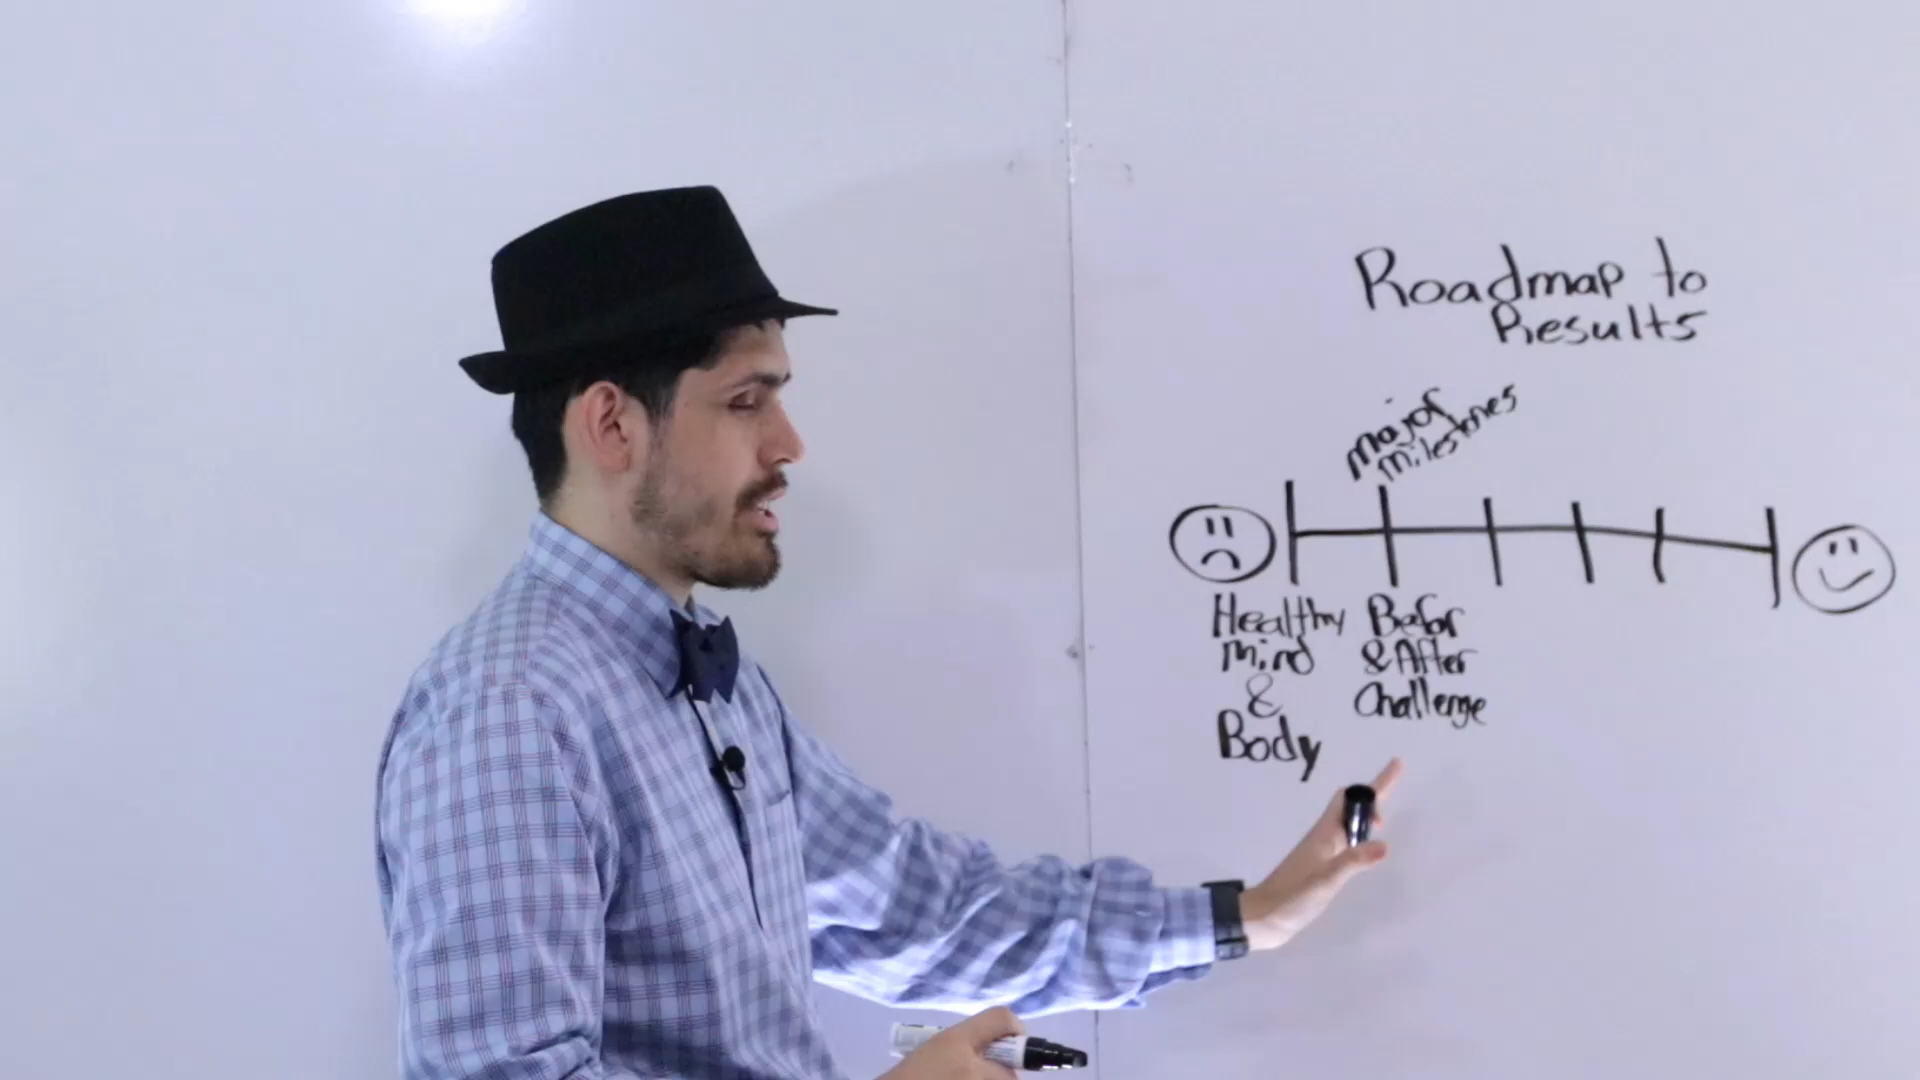 Roadmap to
Results
major
milestones
Healthy
mind
&
Body
Befor
& After
Challenge